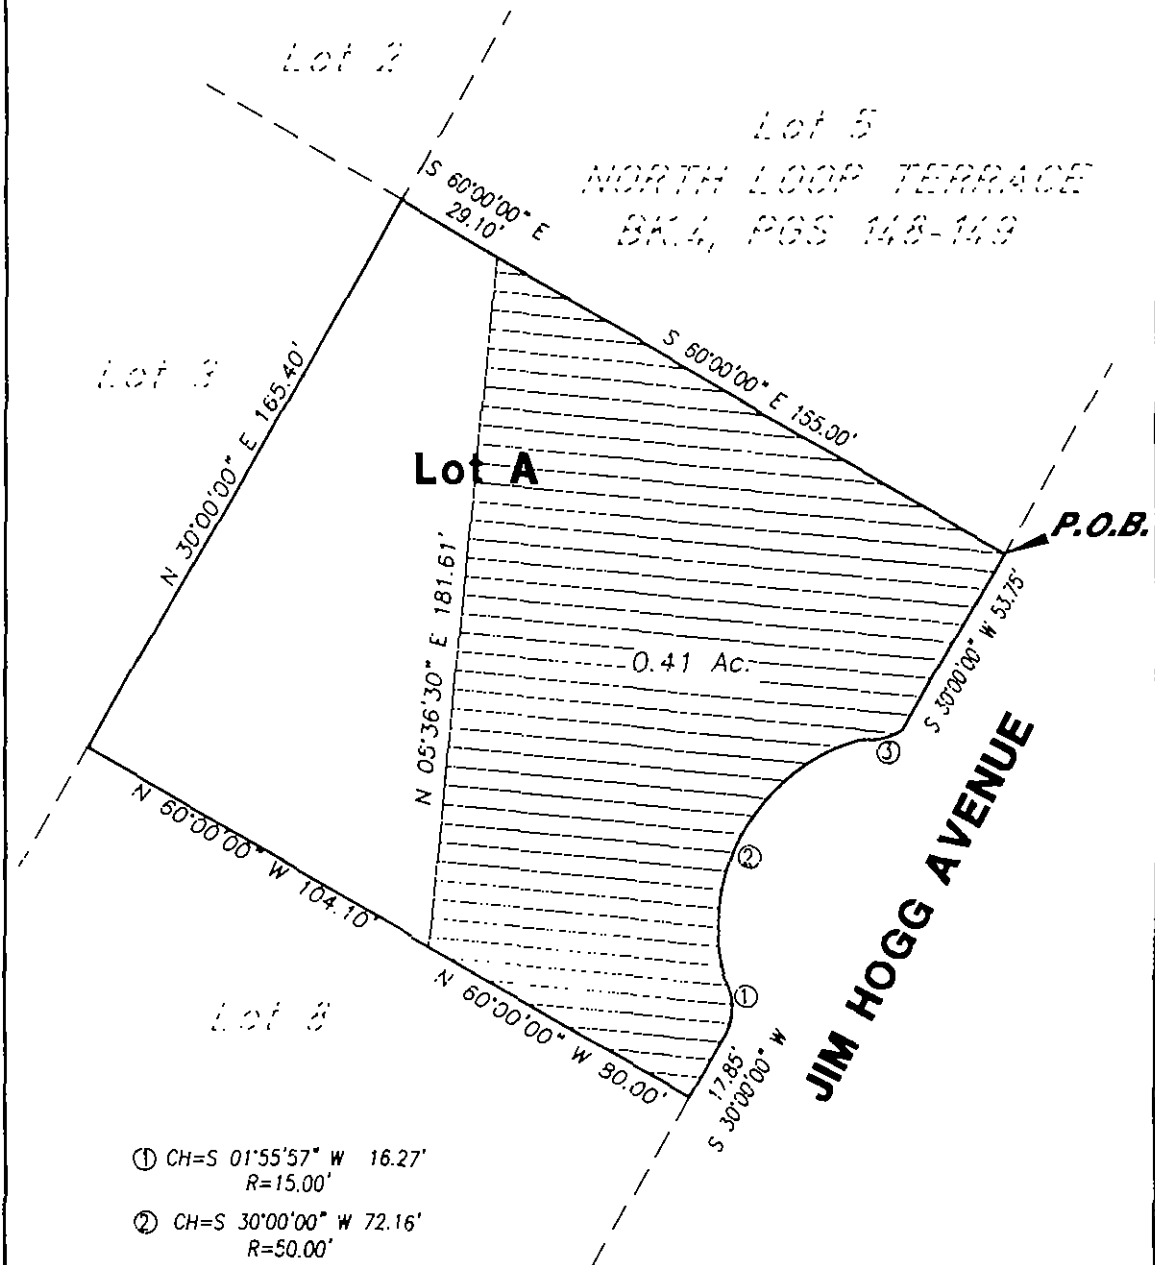 Lot 2
Lot 5
NORTH LOOP TERRACE
BK.4, PGS 148-149
S 60°00'00" E
29.10'
S 60°00'00" E 155.00'
Lot 3
N 30°00'00" E 165.40'
Lot A
P.O.B.
N 05°36'30" E 181.61'
0.41 Ac.
S 30°00'00" W 53.75'
③
JIM HOGG AVENUE
②
N 60°00'00" W 104.10'
①
N 60°00'00" W 80.00'
17.85'
S 30°00'00" W
Lot 8
① CH=S 01°55'57" W 16.27'
R=15.00'
② CH=S 30°00'00" W 72.16'
R=50.00'